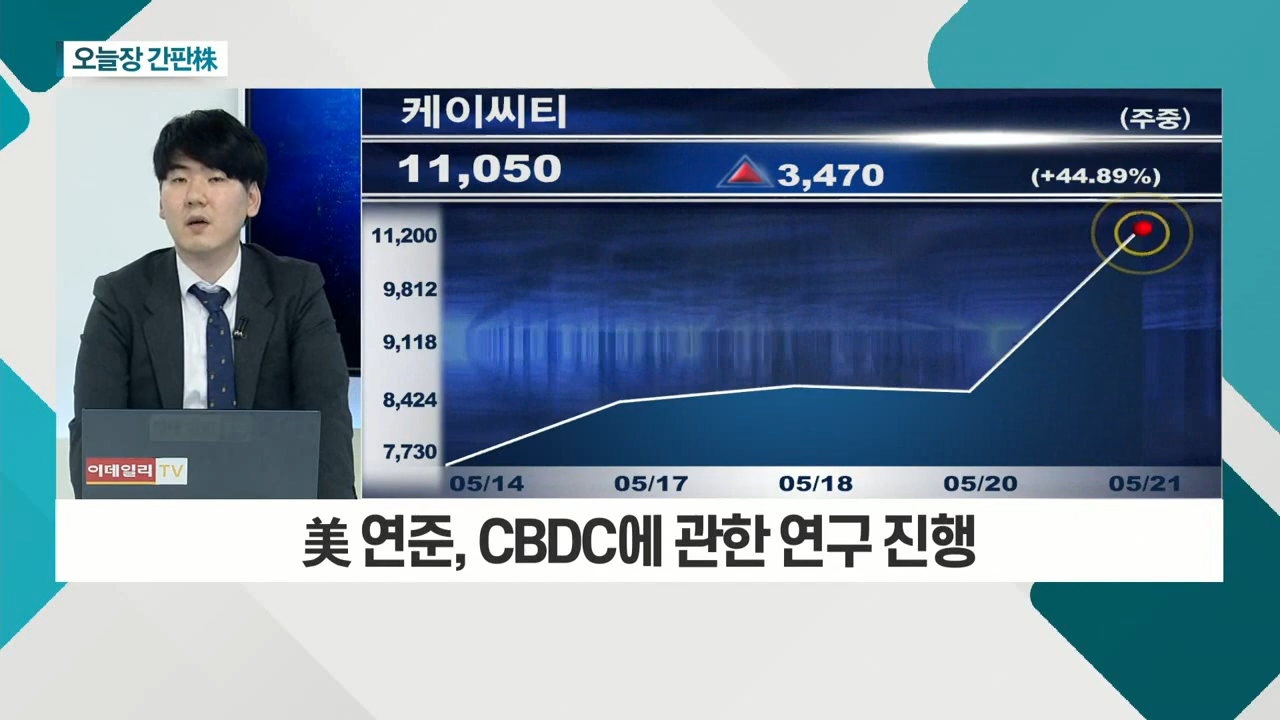 오늘장 간판株
케이씨티
(주중)
11,050
3,470
(+44.89%)
11,200
9,812
9,118
8,424
7,730
05/14
05/17
05/18
05/20
05/21
이데일리 TV
美 연준, CBDC에 관한 연구 진행